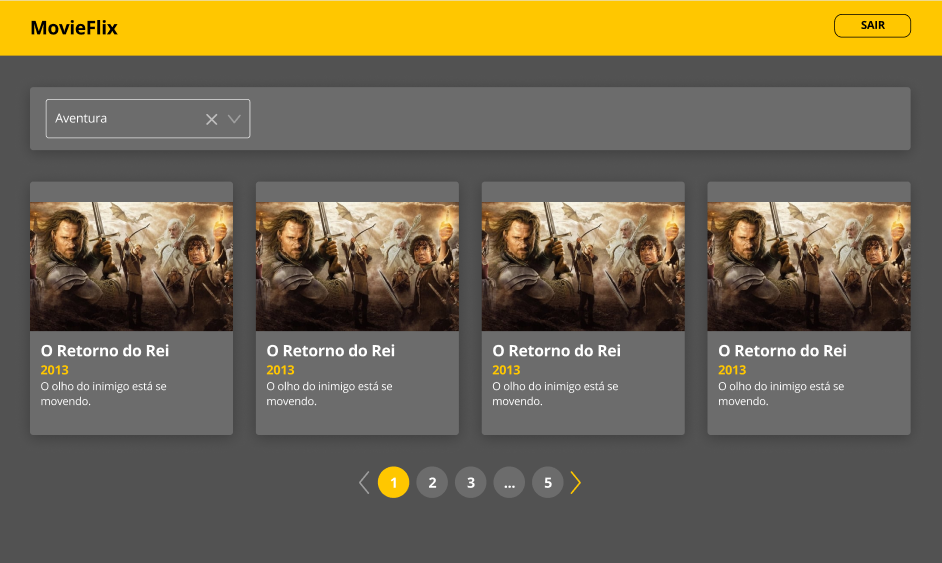 MovieFlix
SAIR
Aventura
O Retorno do Rei
2013
O olho do inimigo está se
movendo.
O Retorno do Rei
2013
O olho do inimigo está se
movendo.
O Retorno do Rei
2013
O olho do inimigo está se
movendo.
O Retorno do Rei
2013
O olho do inimigo está se
movendo.
1 2 3 ... 5